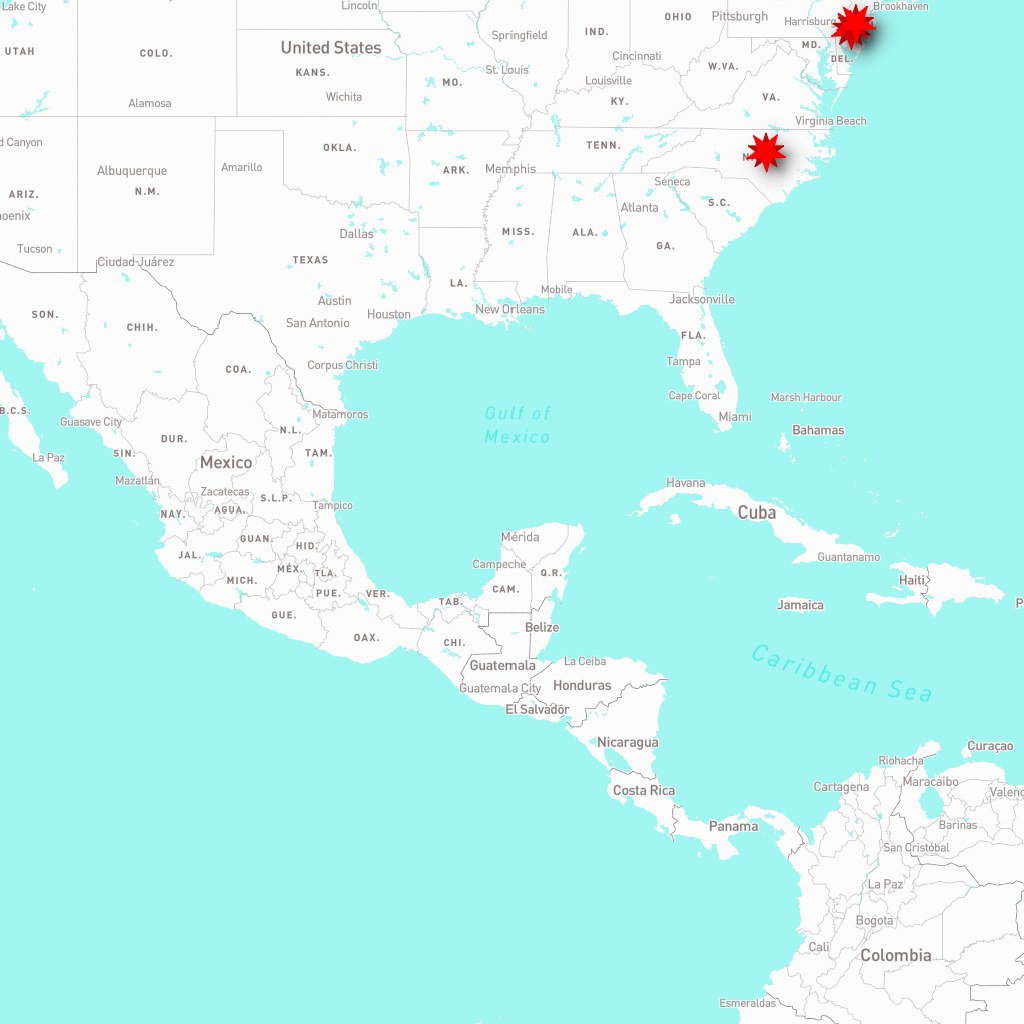 Lake City
Lincoln
OHIO
Pittsburgh
Harrisburg
Brookhaven
UTAH
COLO.
United States
Springfield
IND.
Cincinnati
MD.
DEL.
KANS.
MO.
St. Louis
W.VA.
Louisville
Alamosa
Wichita
KY.
VA.
Virginia Beach
Canyon
OKLA.
TENN.
Albuquerque
Amarillo
ARK.
Memphis
N.M.
ARIZ.
Seneca
S.C.
Atlanta
Tucson
Dallas
MISS.
ALA.
GA.
Ciudad Juárez
TEXAS
LA.
Mobile
Austin
Jacksonville
SON.
CHIH.
San Antonio
Houston
New Orleans
FLA.
COA.
Corpus Christi
Tampa
B.C.S.
Cape Coral
Marsh Harbour
Guasave City
N.L.
Matamoros
Gulf of
Mexico
Miami
Bahamas
DUR.
SIN.
TAM.
La Paz
Mexico
Mazatlán
Zacatecas
S.L.P.
Havana
NAY.
AGUA.
Tampico
Cuba
GUAN.
HID.
Mérida
JAL.
Campeche
Guantanamo
MÉX.
TLA.
Q.R.
MICH.
PUE.
VER.
CAM.
Haiti
TAB.
Jamaica
GUE.
OAX.
CHI.
Belize
Guatemala
La Ceiba
Caribbean Sea
Guatemala City
Honduras
El Salvador
Nicaragua
Curaçao
Riohacha
Costa Rica
Cartagena
Maracaibo
Panama
Barinas
San Cristóbal
La Paz
Bogota
Cali
Colombia
Esmeraldas